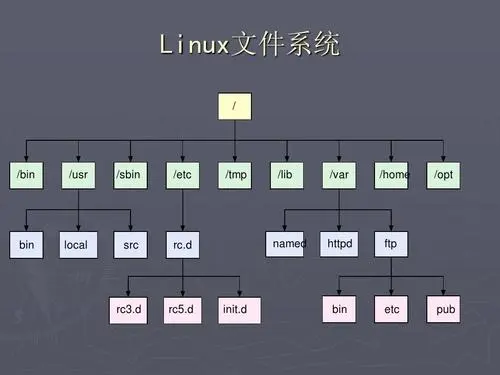 Linux文件系统
/
/bin /usr /sbin /etc /tmp /lib /var /home /opt
bin local src rc.d named httpd ftp
rc3.d rc5.d init.d bin etc pub